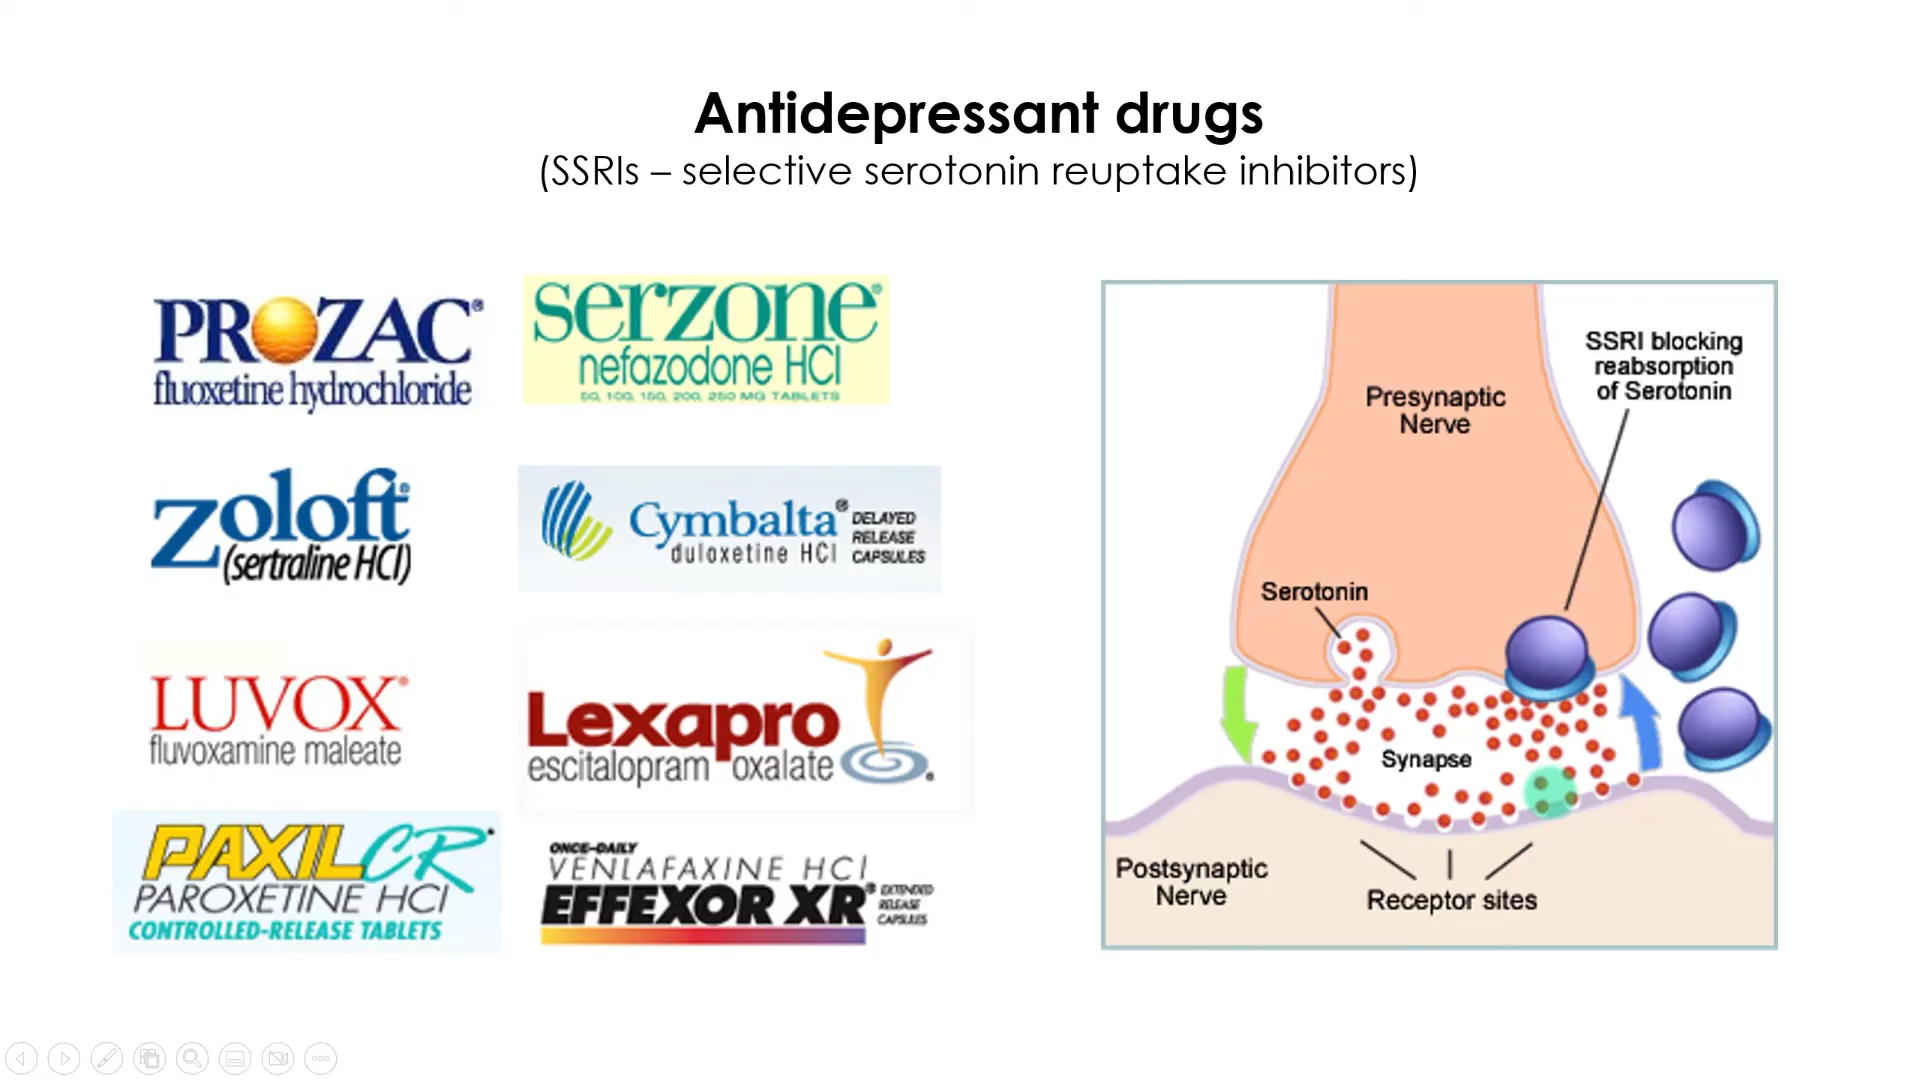 Antidepressant drugs
(SSRIs – selective serotonin reuptake inhibitors)
PROZAC®
fluoxetine hydrochloride
serzone®
nefazodone HCl
50, 100, 150, 200, 250 MG TABLETS
zoloft®
(sertraline HCl)
Cymbalta®
duloxetine HCl
DELAYED
RELEASE
CAPSULES
LUVOX®
fluvoxamine maleate
Lexapro
escitalopram oxalate
PAXIL CR
PAROXETINE HCl
CONTROLLED-RELEASE TABLETS
ONCE-DAILY
VENLAFAXINE HCl
EFFEXOR XR®
EXTENDED
RELEASE
CAPSULES
SSRI blocking
reabsorption
of Serotonin
Presynaptic
Nerve
Serotonin
Synapse
Postsynaptic
Nerve
Receptor sites